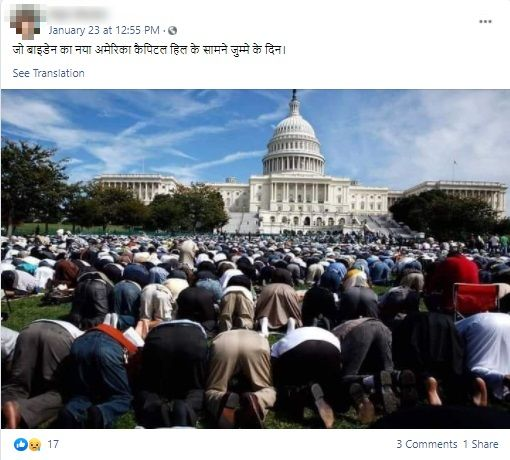 January 23 at 12:55 PM ·
जो बाइडेन का नया अमेरिका कैपिटल हिल के सामने जुम्मे के दिन।
See Translation
17
3 Comments 1 Share